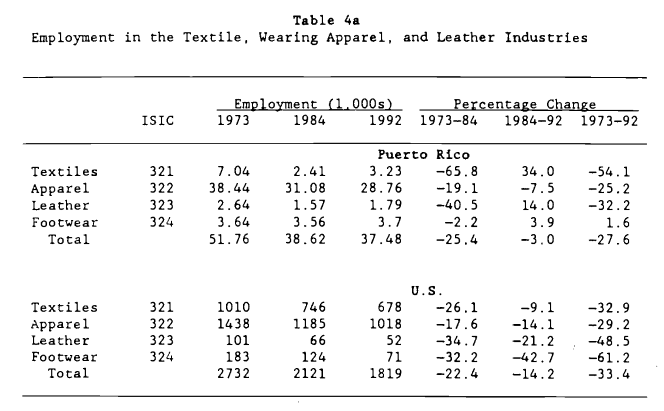 Table 4a
Employment in the Textile, Wearing Apparel, and Leather Industries
Employment (1,000s) Percentage Change
ISIC 1973 1984 1992 1973-84 1984-92 1973-92
Puerto Rico
Textiles 321 7.04 2.41 3.23 -65.8 34.0 -54.1
Apparel 322 38.44 31.08 28.76 -19.1 -7.5 -25.2
Leather 323 2.64 1.57 1.79 -40.5 14.0 -32.2
Footwear 324 3.64 3.56 3.7 -2.2 3.9 1.6
Total 51.76 38.62 37.48 -25.4 -3.0 -27.6
U.S.
Textiles 321 1010 746 678 -26.1 -9.1 -32.9
Apparel 322 1438 1185 1018 -17.6 -14.1 -29.2
Leather 323 101 66 52 -34.7 -21.2 -48.5
Footwear 324 183 124 71 -32.2 -42.7 -61.2
Total 2732 2121 1819 -22.4 -14.2 -33.4